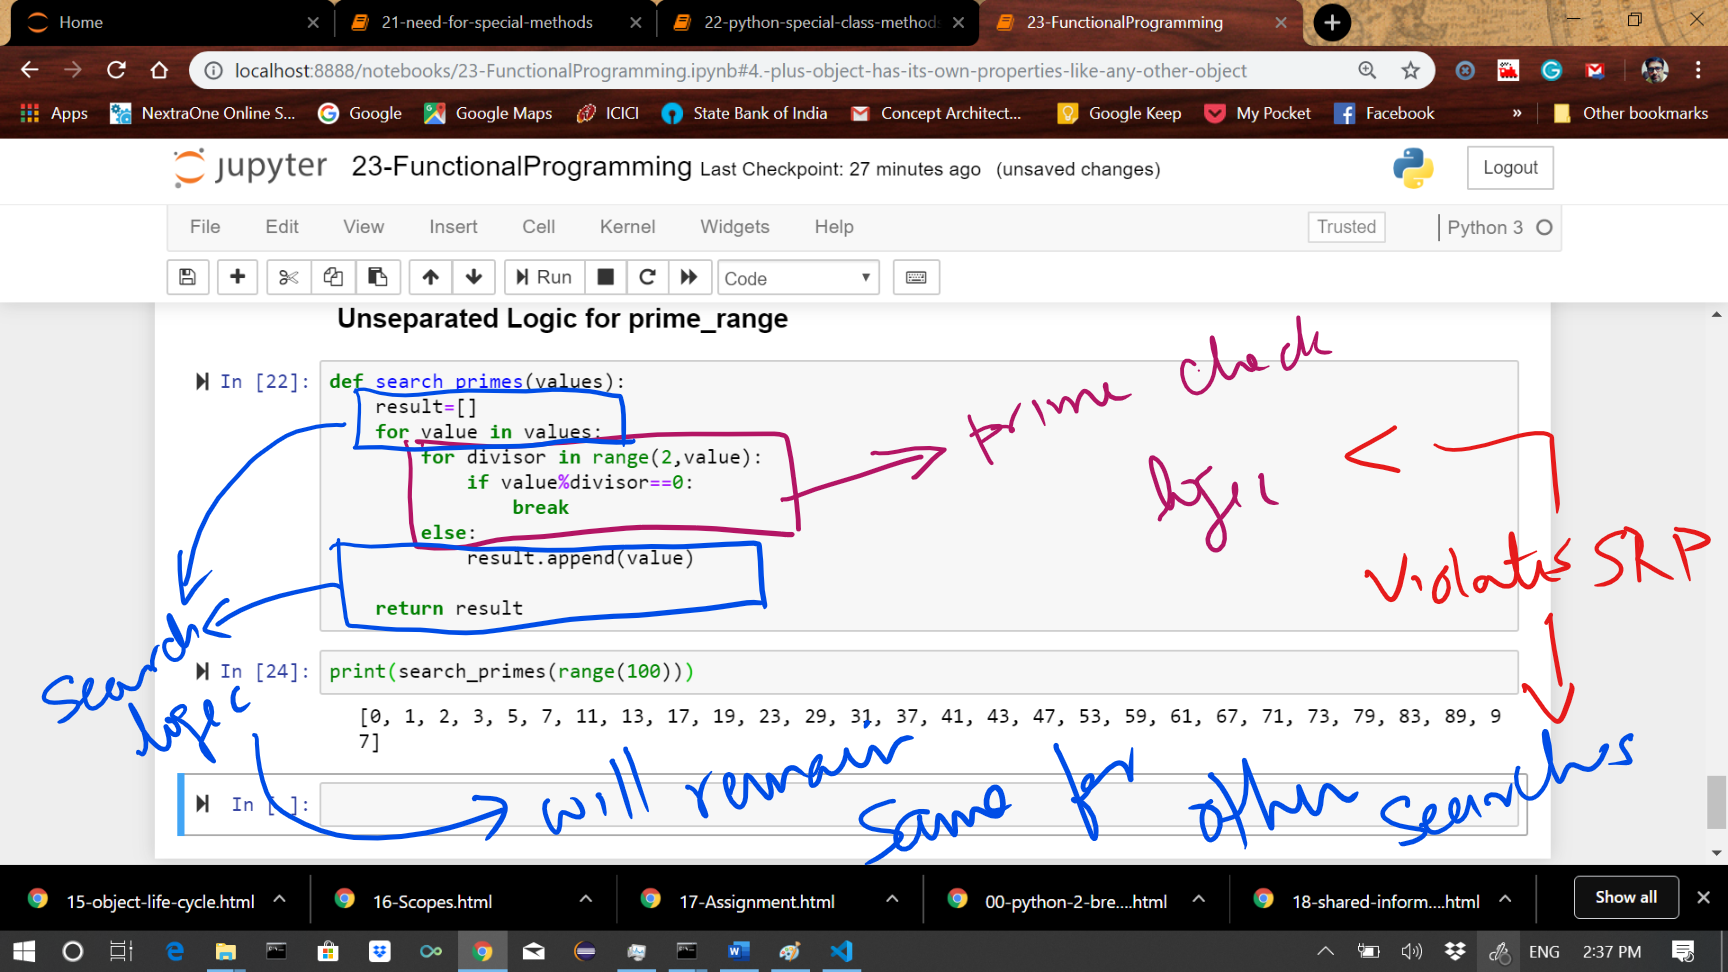 Home
21-need-for-special-methods
22-python-special-class-methods
23-FunctionalProgramming
localhost:8888/notebooks/23-FunctionalProgramming.ipynb#4.-plus-object-has-its-own-properties-like-any-other-object
Apps NextraOne Online S... Google Google Maps ICICI State Bank of India Concept Architect... Google Keep My Pocket Facebook » Other bookmarks
jupyter 23-FunctionalProgramming Last Checkpoint: 27 minutes ago (unsaved changes)
Logout
File Edit View Insert Cell Kernel Widgets Help Trusted Python 3
Run Code
Unseparated Logic for prime_range
In [22]:
def search_primes(values):
result=[]
for value in values:
for divisor in range(2,value):
if value%divisor==0:
break
else:
result.append(value)
return result
prime check
logic
violates SRP
search
logic
In [24]: print(search_primes(range(100)))
[0, 1, 2, 3, 5, 7, 11, 13, 17, 19, 23, 29, 31, 37, 41, 43, 47, 53, 59, 61, 67, 71, 73, 79, 83, 89, 9
7]
In [ ]:
will remain same for other searches
15-object-life-cycle.html 16-Scopes.html 17-Assignment.html 00-python-2-bre....html 18-shared-inform....html Show all
ENG 2:37 PM